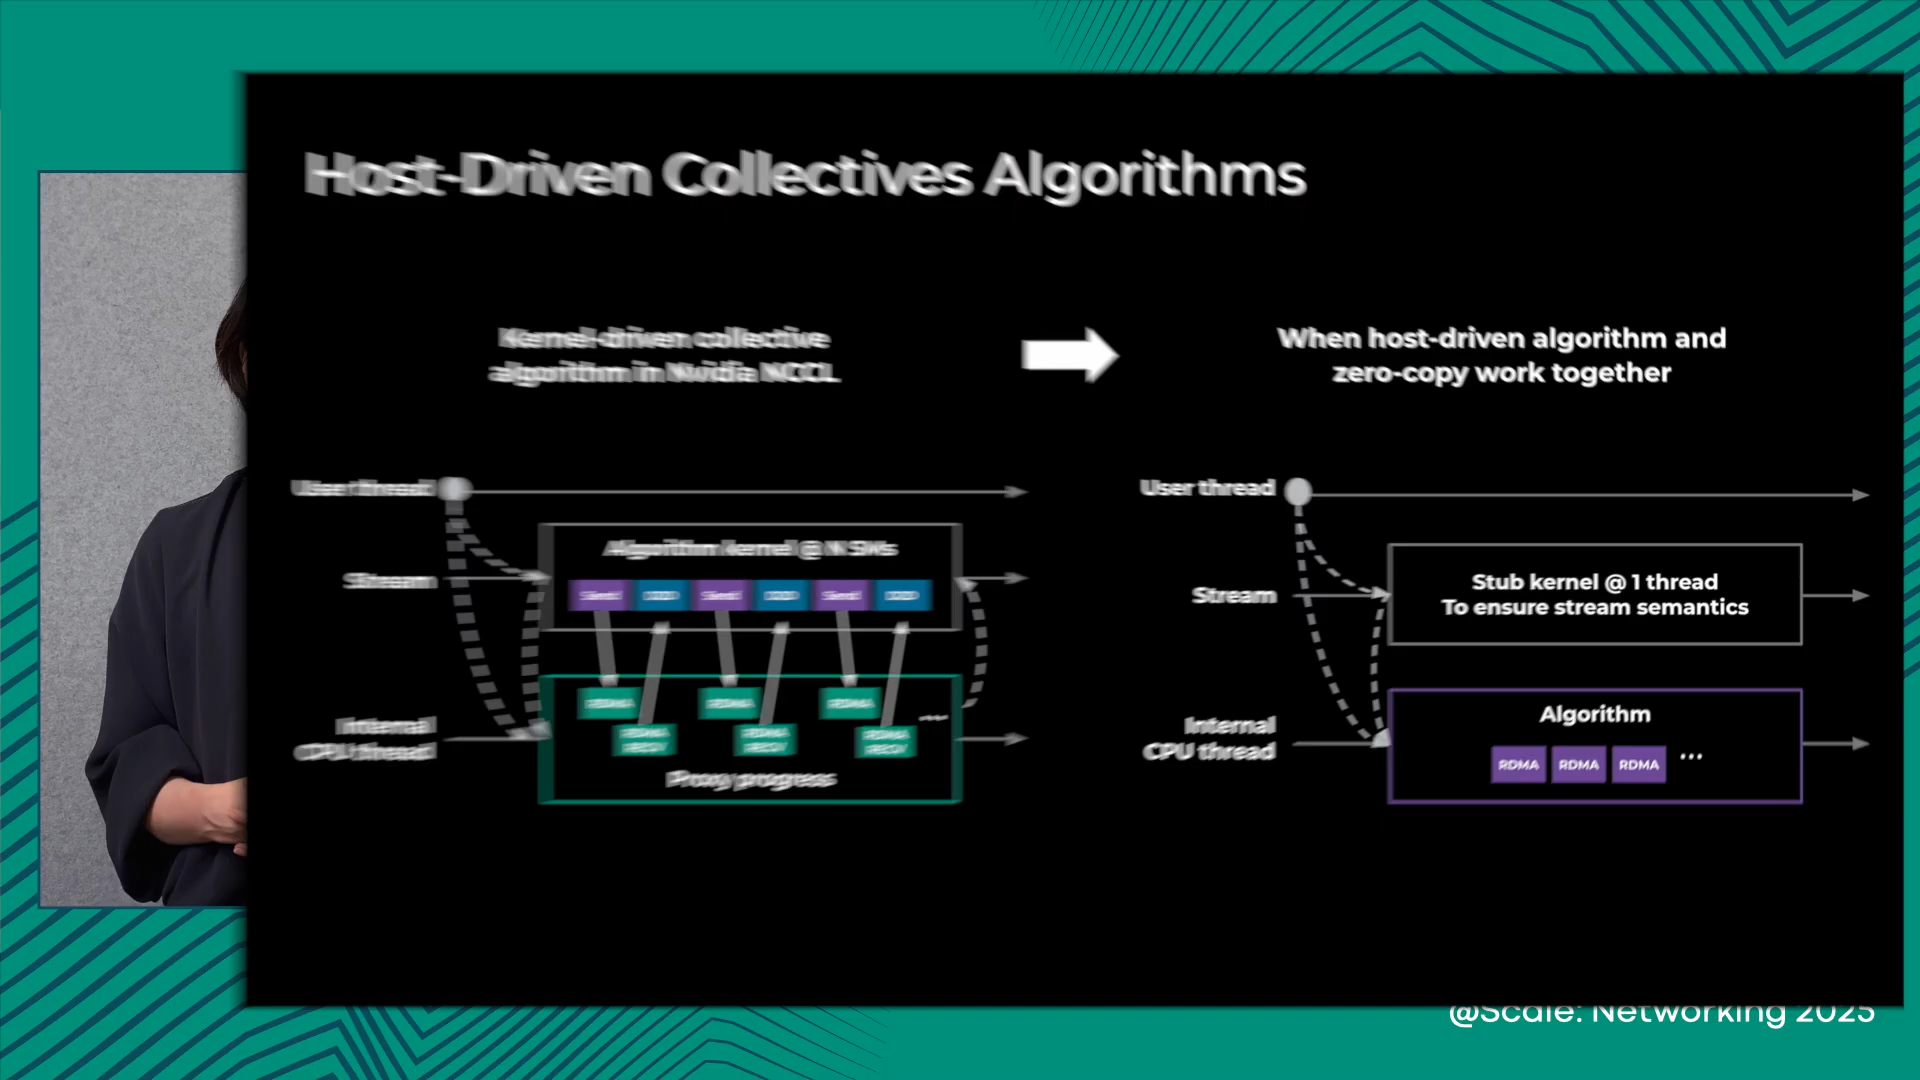 Host-Driven Collectives Algorithms
Kernel-driven collective
algorithm in Nvidia NCCL
When host-driven algorithm and
zero-copy work together
User thread
Algorithm kernel @ N SMs
Stream
Send
Send
Send
RDMA
RDMA
RDMA
RDMA
RECV
RDMA
RECV
RDMA
RECV
...
Internal
CPU thread
Proxy progress
User thread
Stream
Stub kernel @ 1 thread
To ensure stream semantics
Internal
CPU thread
Algorithm
RDMA RDMA RDMA ...
@Scale: Networking 2025